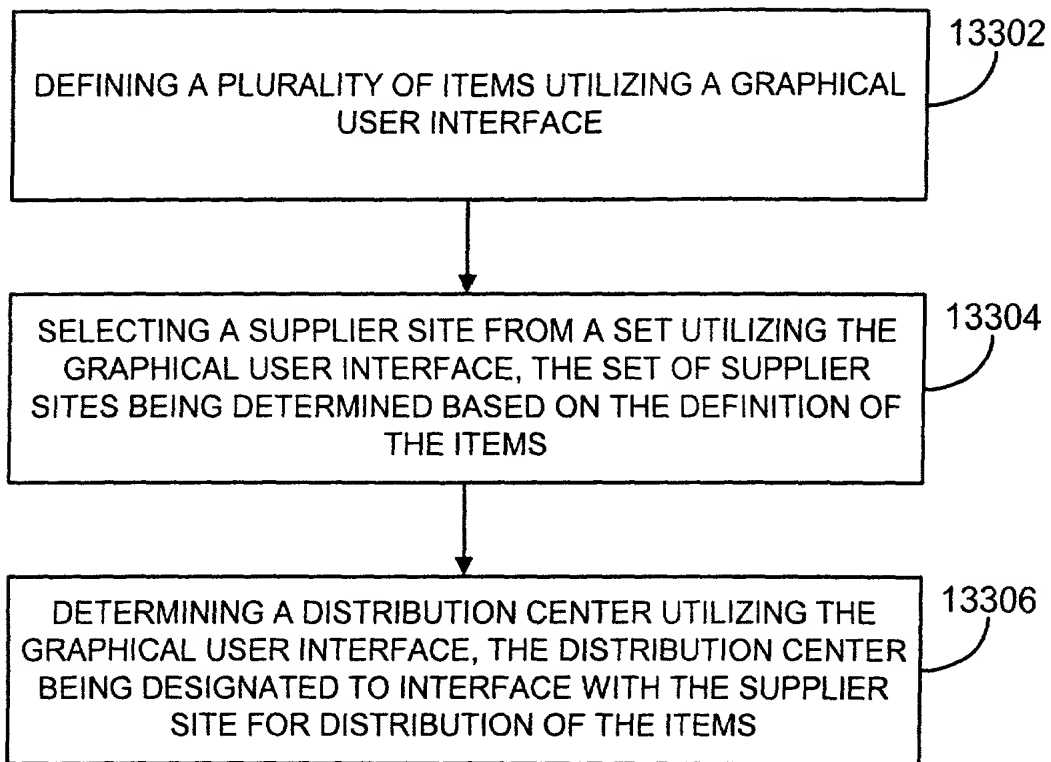 13302
DEFINING A PLURALITY OF ITEMS UTILIZING A GRAPHICAL
USER INTERFACE
13304
SELECTING A SUPPLIER SITE FROM A SET UTILIZING THE
GRAPHICAL USER INTERFACE, THE SET OF SUPPLIER
SITES BEING DETERMINED BASED ON THE DEFINITION OF
THE ITEMS
13306
DETERMINING A DISTRIBUTION CENTER UTILIZING THE
GRAPHICAL USER INTERFACE, THE DISTRIBUTION CENTER
BEING DESIGNATED TO INTERFACE WITH THE SUPPLIER
SITE FOR DISTRIBUTION OF THE ITEMS